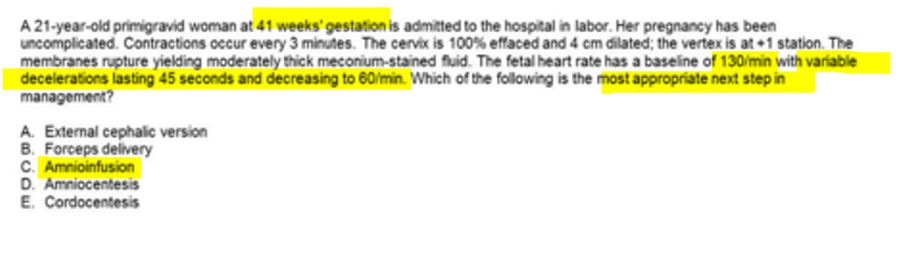 A 21-year-old primigravid woman at 41 weeks' gestation is admitted to the hospital in labor. Her pregnancy has been
uncomplicated. Contractions occur every 3 minutes. The cervix is 100% effaced and 4 cm dilated; the vertex is at +1 station. The
membranes rupture yielding moderately thick meconium-stained fluid. The fetal heart rate has a baseline of 130/min with variable
decelerations lasting 45 seconds and decreasing to 60/min. Which of the following is the most appropriate next step in
management?
A. External cephalic version
B. Forceps delivery
C. Amnioinfusion
D. Amniocentesis
E. Cordocentesis